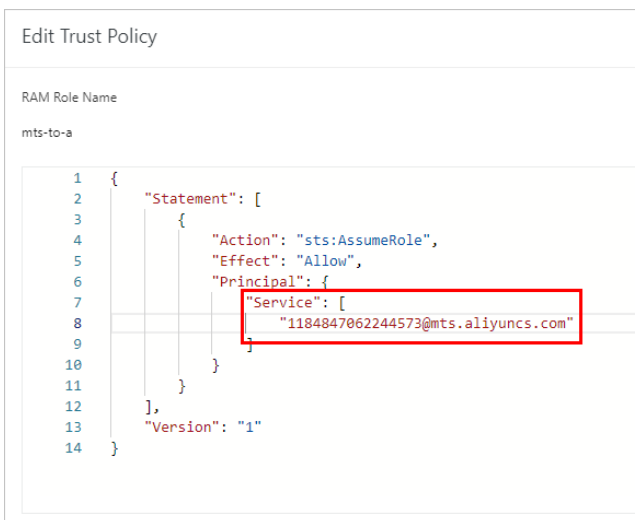 Edit Trust Policy
RAM Role Name
mts-to-a
1 {
2 "Statement": [
3 {
4 "Action": "sts:AssumeRole",
5 "Effect": "Allow",
6 "Principal": {
7 "Service": [
8 "1184847062244573@mts.aliyuncs.com"
9 ]
10 }
11 }
12 ],
13 "Version": "1"
14 }